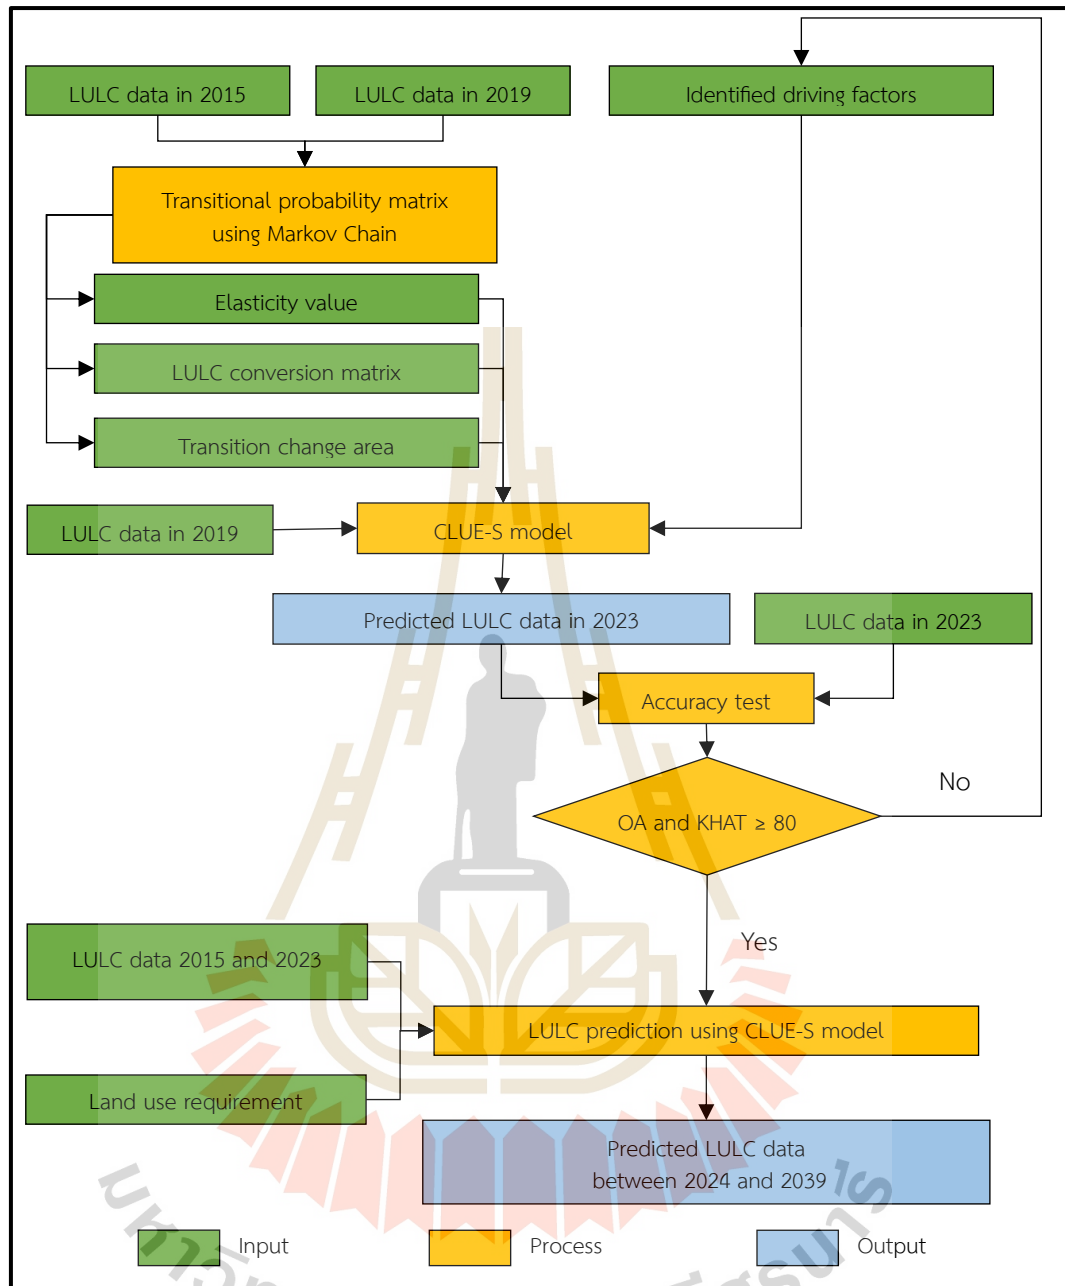 LULC data in 2015
LULC data in 2019
Identified driving factors
Transitional probability matrix
using Markov Chain
Elasticity value
LULC conversion matrix
Transition change area
LULC data in 2019
CLUE-S model
Predicted LULC data in 2023
LULC data in 2023
Accuracy test
OA and KHAT ≥ 80
No
Yes
LULC data 2015 and 2023
LULC prediction using CLUE-S model
Land use requirement
Predicted LULC data
between 2024 and 2039
Input
Process
Output